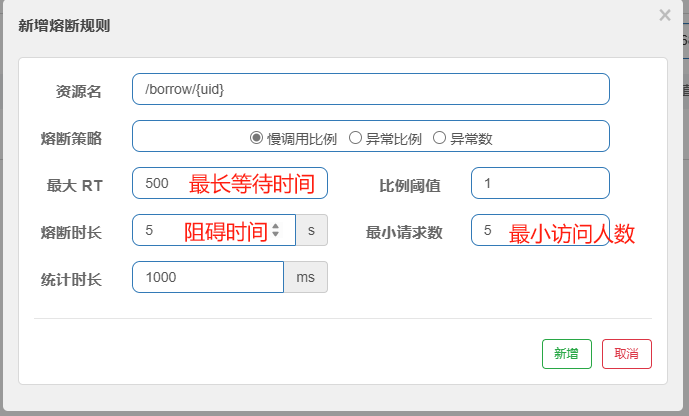 新增熔断规则
×
资源名 /borrow/{uid}
熔断策略 慢调用比例 异常比例 异常数
最大 RT 500 最长等待时间 比例阈值 1
熔断时长 5 阻碍时间 s 最小请求数 5 最小访问人数
统计时长 1000 ms
新增 取消